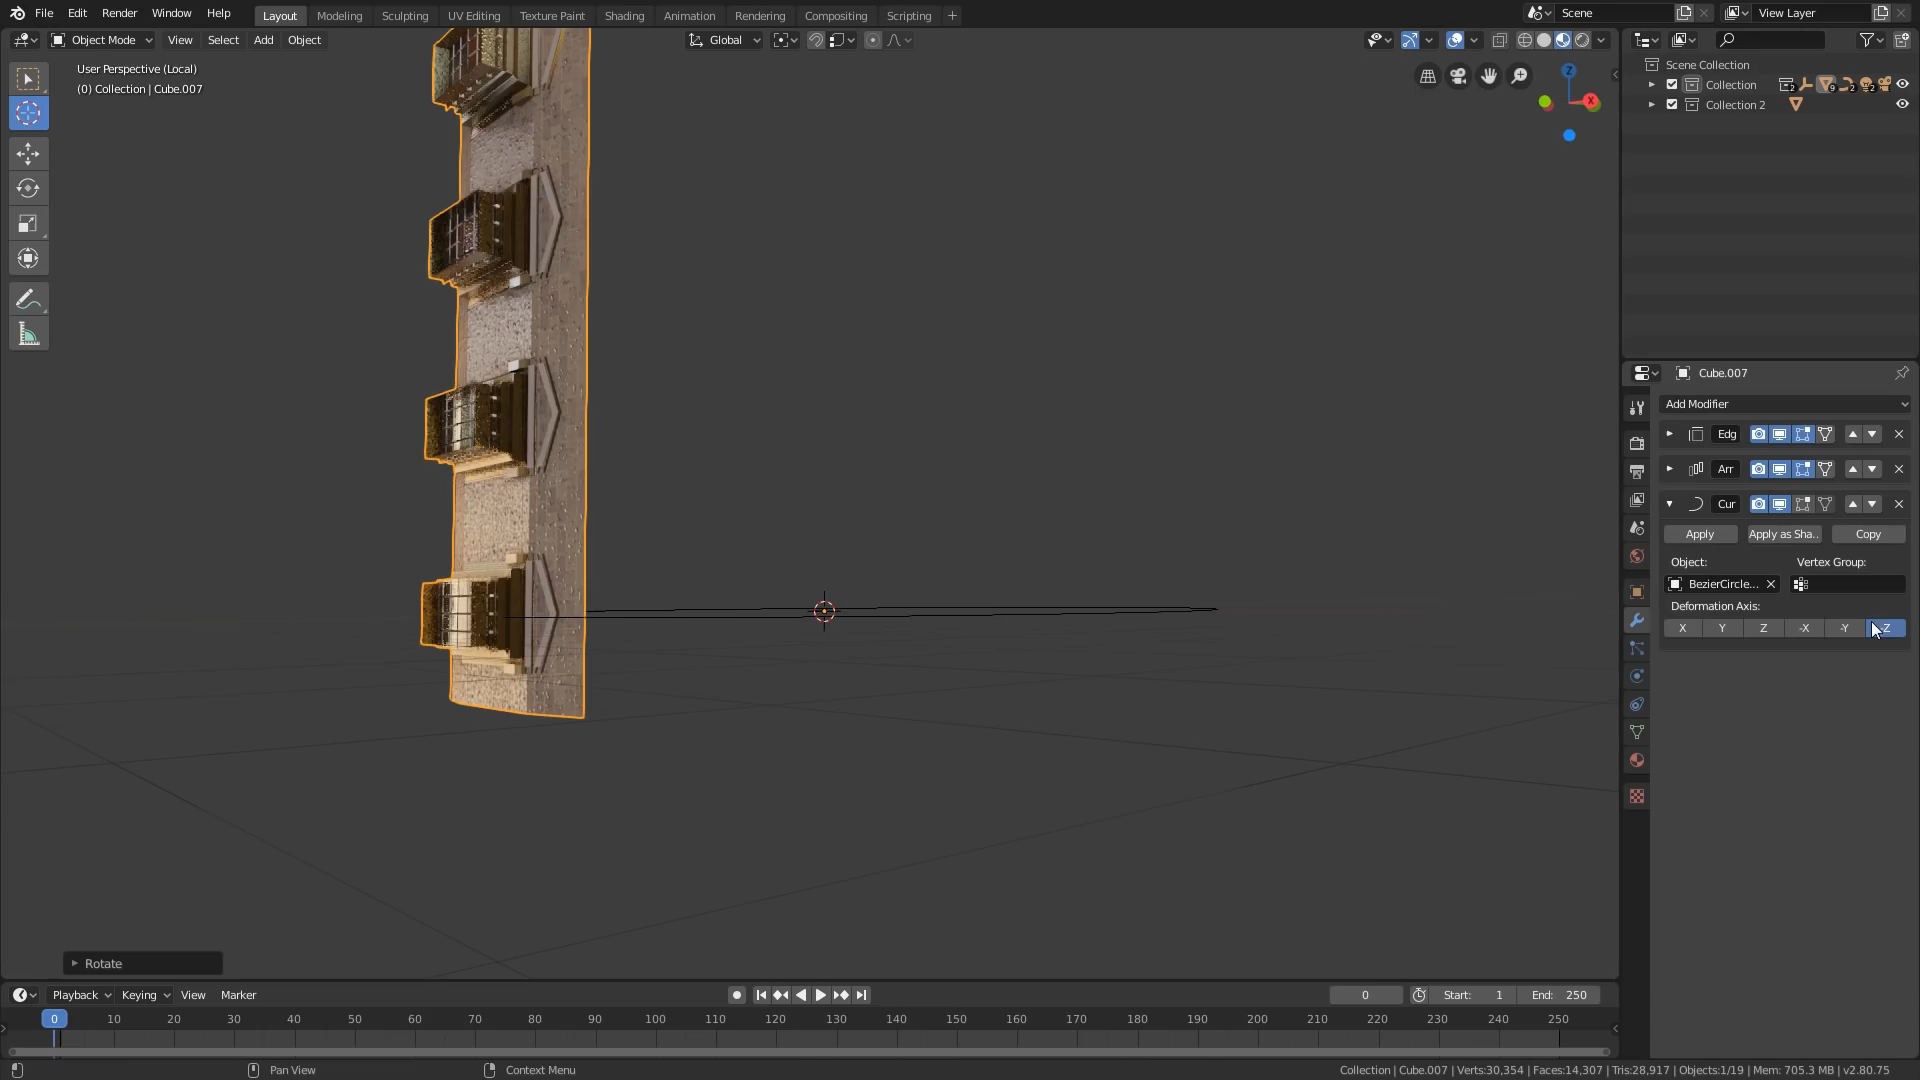 File Edit Render Window Help Layout Modeling Sculpting UV Editing Texture Paint Shading Animation Rendering Compositing Scripting + Scene View Layer
Object Mode View Select Add Object Global
User Perspective (Local)
(0) Collection | Cube.007
Z
X
Scene Collection
Collection 2 9 2 2
Collection 2
Cube.007
Add Modifier
Edg
Arr
Cur
Apply Apply as Sha.. Copy
Object: Vertex Group:
BezierCircle...
Deformation Axis:
X Y Z -X -Y -Z
Rotate
Playback Keying View Marker 0 Start: 1 End: 250
0 10 20 30 40 50 60 70 80 90 100 110 120 130 140 150 160 170 180 190 200 210 220 230 240 250
Pan View Context Menu Collection | Cube.007 | Verts:30,354 | Faces:14,307 | Tris:28,917 | Objects:1/19 | Mem: 705.3 MB | v2.80.75